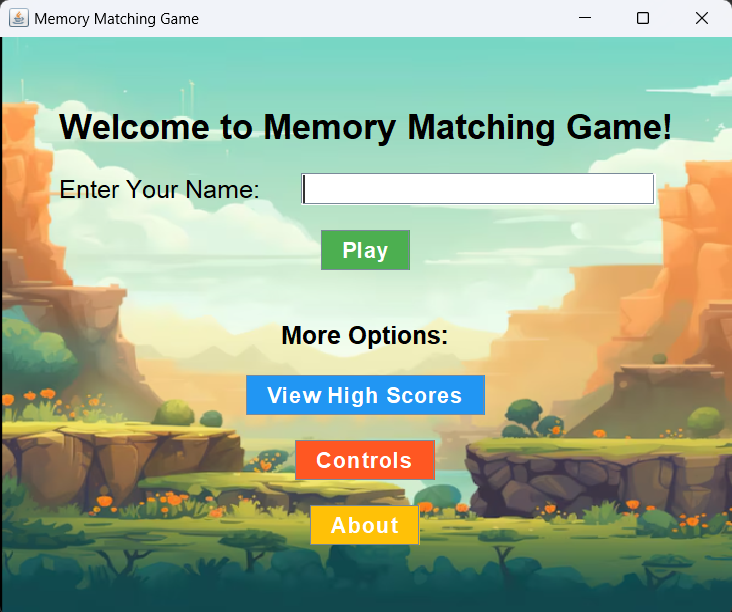 Memory Matching Game
Welcome to Memory Matching Game!
Enter Your Name:
Play
More Options:
View High Scores
Controls
About